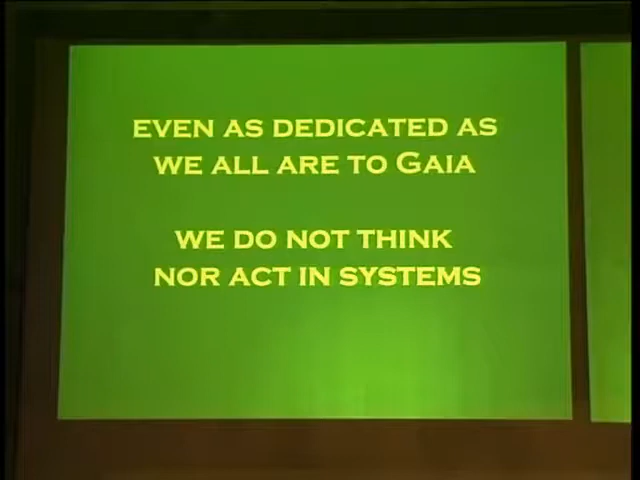 EVEN AS DEDICATED AS
WE ALL ARE TO GAIA
WE DO NOT THINK
NOR ACT IN SYSTEMS